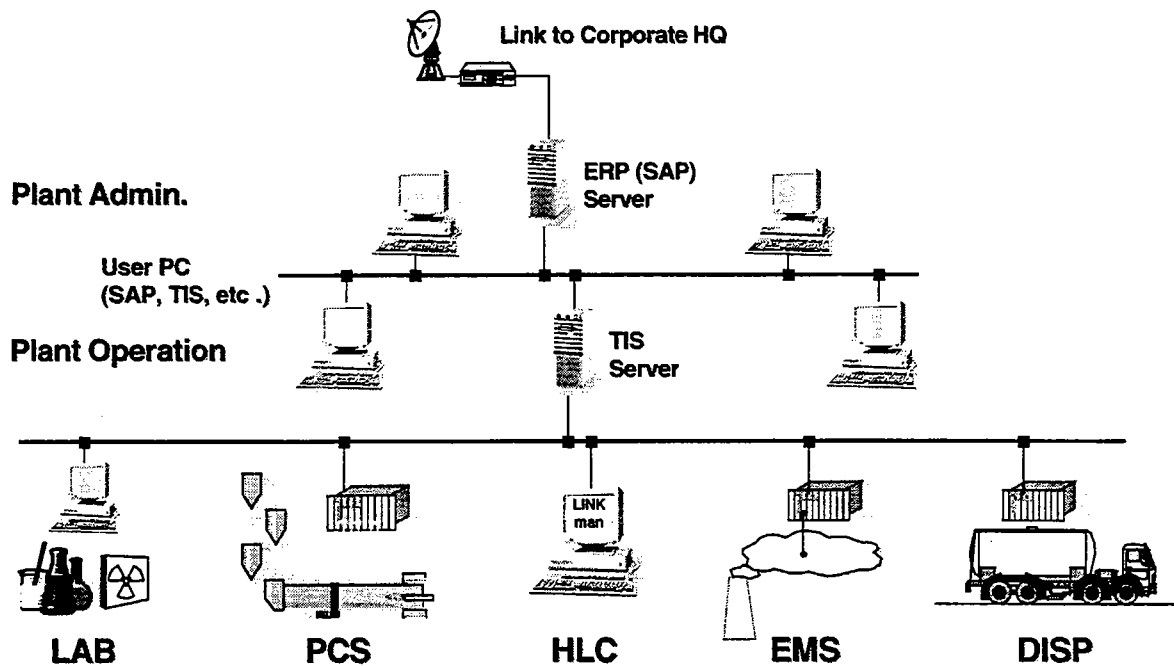 Link to Corporate HQ
ERP (SAP)
Server
Plant Admin.
User PC
(SAP, TIS, etc .)
Plant Operation
TIS
Server
LINK
man
LAB
PCS
HLC
EMS
DISP